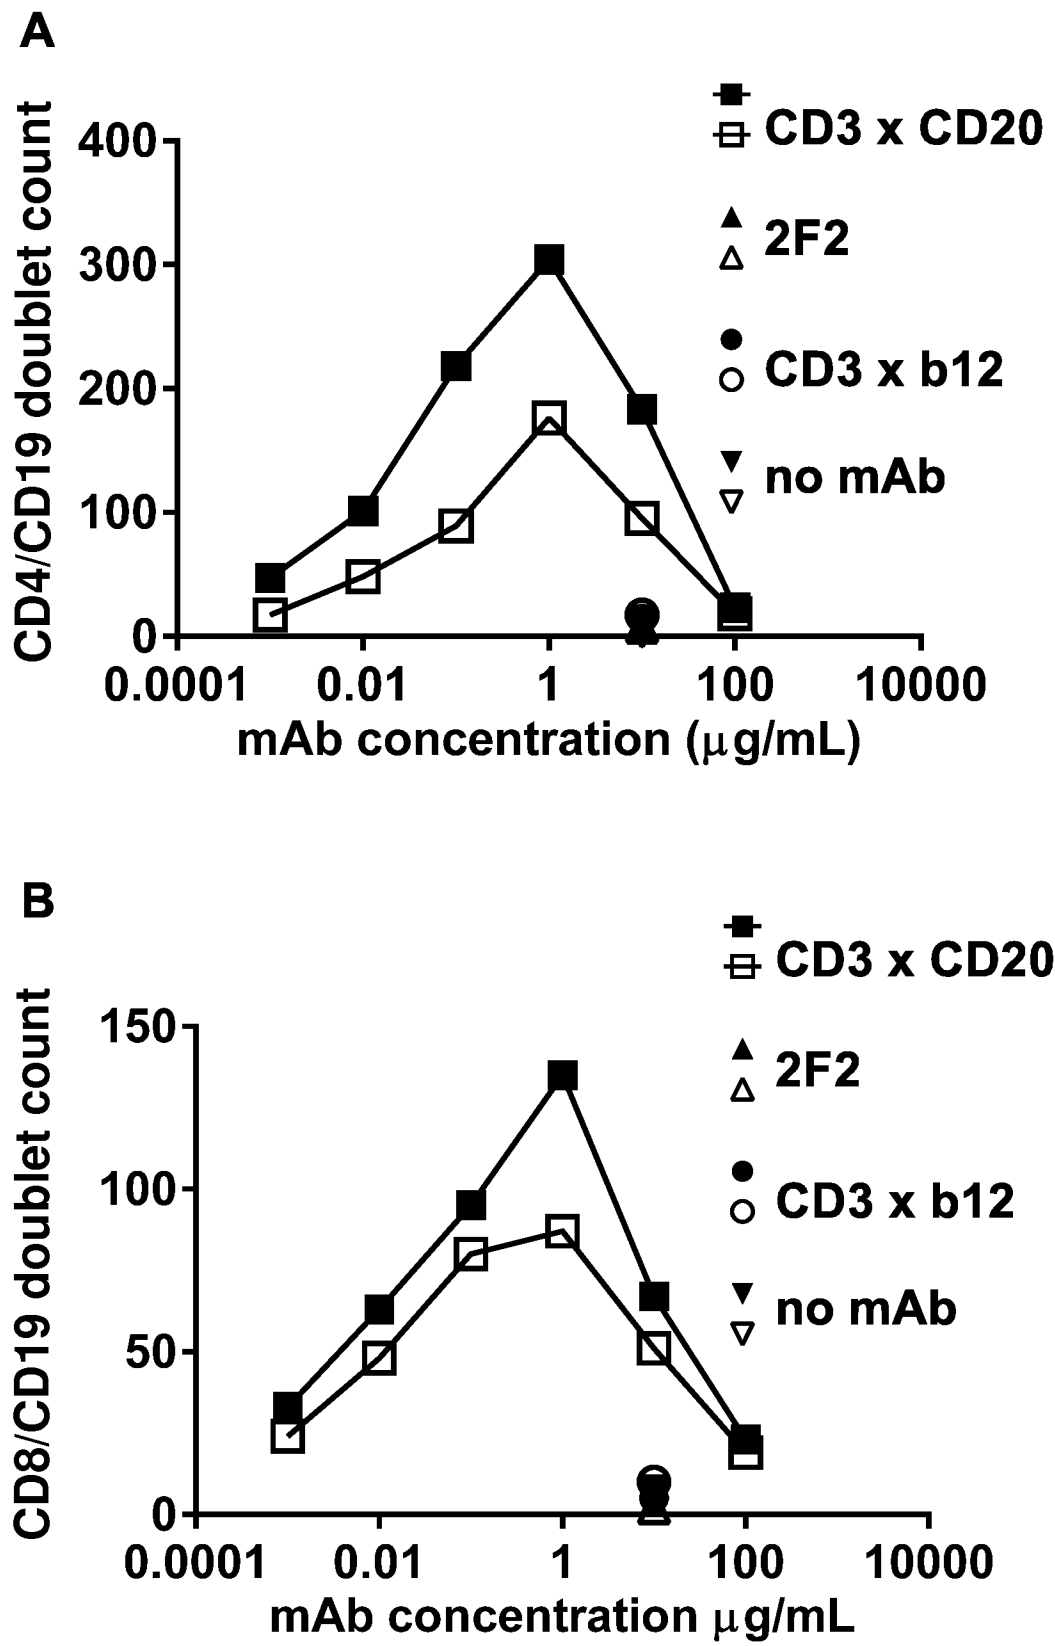 A
CD4/CD19 doublet count
400
300
200
100
0
0.0001 0.01 1 100 10000
mAb concentration (μg/mL)
CD3 x CD20
2F2
CD3 x b12
no mAb
B
CD8/CD19 doublet count
150
100
50
0
0.0001 0.01 1 100 10000
mAb concentration μg/mL
CD3 x CD20
2F2
CD3 x b12
no mAb